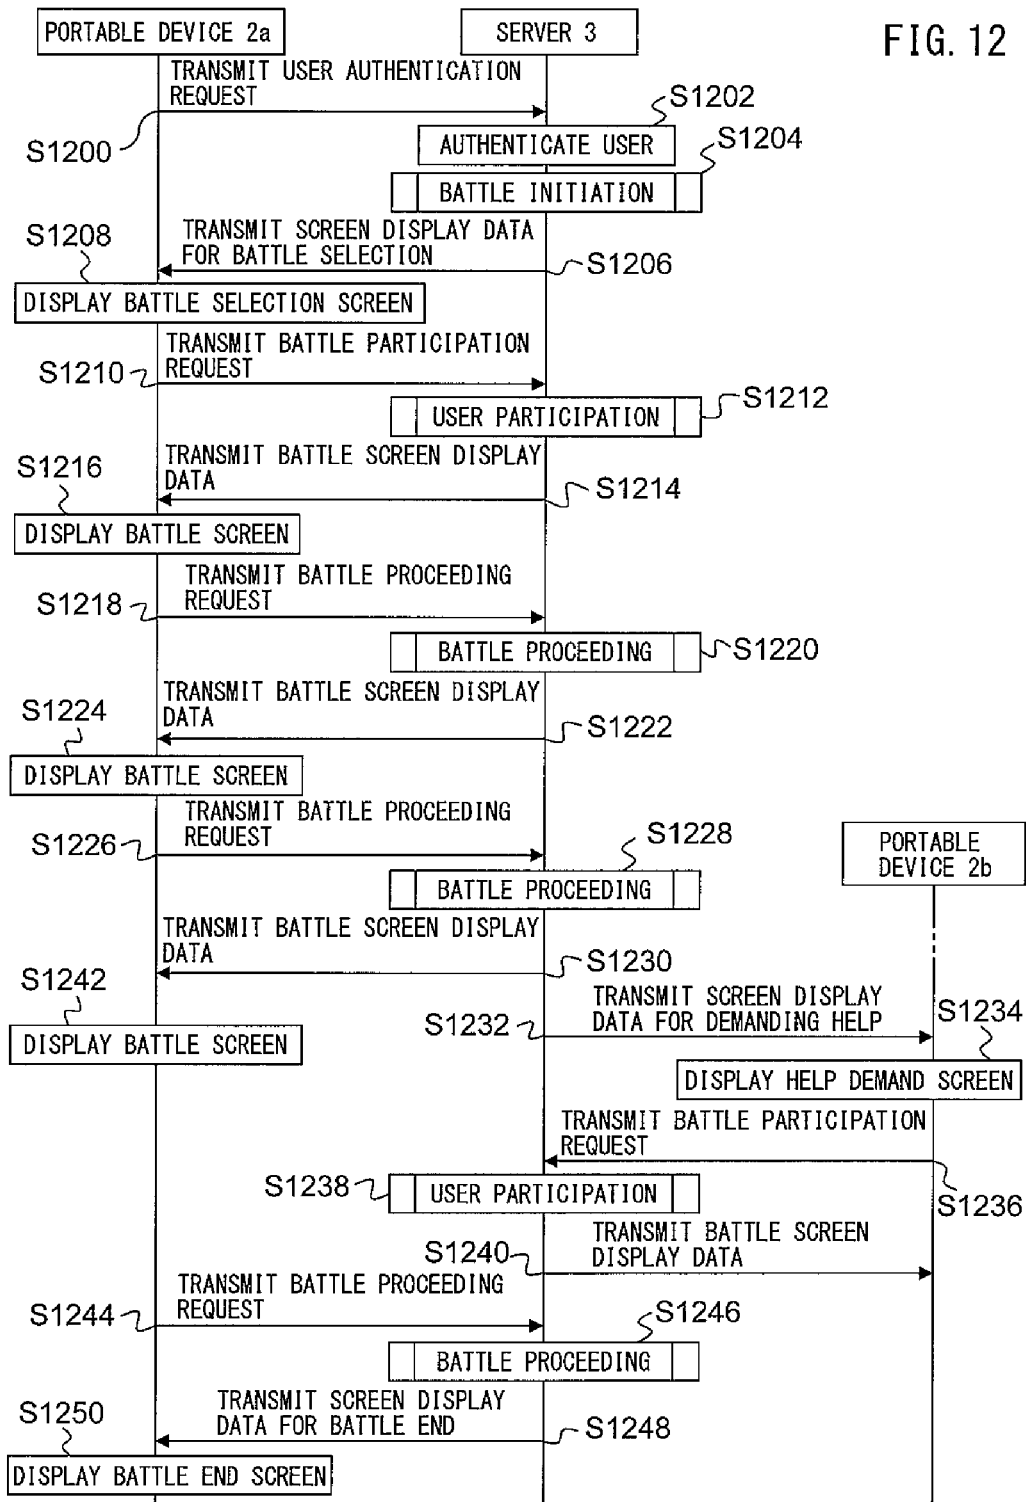 PORTABLE DEVICE 2a
SERVER 3
FIG. 12
TRANSMIT USER AUTHENTICATION
REQUEST
S1200
S1202
AUTHENTICATE USER
S1204
BATTLE INITIATION
TRANSMIT SCREEN DISPLAY DATA
FOR BATTLE SELECTION
S1206
S1208
DISPLAY BATTLE SELECTION SCREEN
TRANSMIT BATTLE PARTICIPATION
REQUEST
S1210
USER PARTICIPATION
S1212
TRANSMIT BATTLE SCREEN DISPLAY
DATA
S1214
S1216
DISPLAY BATTLE SCREEN
TRANSMIT BATTLE PROCEEDING
REQUEST
S1218
BATTLE PROCEEDING
S1220
TRANSMIT BATTLE SCREEN DISPLAY
DATA
S1222
S1224
DISPLAY BATTLE SCREEN
TRANSMIT BATTLE PROCEEDING
REQUEST
S1226
S1228
BATTLE PROCEEDING
PORTABLE
DEVICE 2b
TRANSMIT BATTLE SCREEN DISPLAY
DATA
S1230
S1242
DISPLAY BATTLE SCREEN
S1232
TRANSMIT SCREEN DISPLAY
DATA FOR DEMANDING HELP
S1234
DISPLAY HELP DEMAND SCREEN
TRANSMIT BATTLE PARTICIPATION
REQUEST
S1236
S1238
USER PARTICIPATION
S1240
TRANSMIT BATTLE SCREEN
DISPLAY DATA
TRANSMIT BATTLE PROCEEDING
REQUEST
S1244
S1246
BATTLE PROCEEDING
TRANSMIT SCREEN DISPLAY
DATA FOR BATTLE END
S1248
S1250
DISPLAY BATTLE END SCREEN